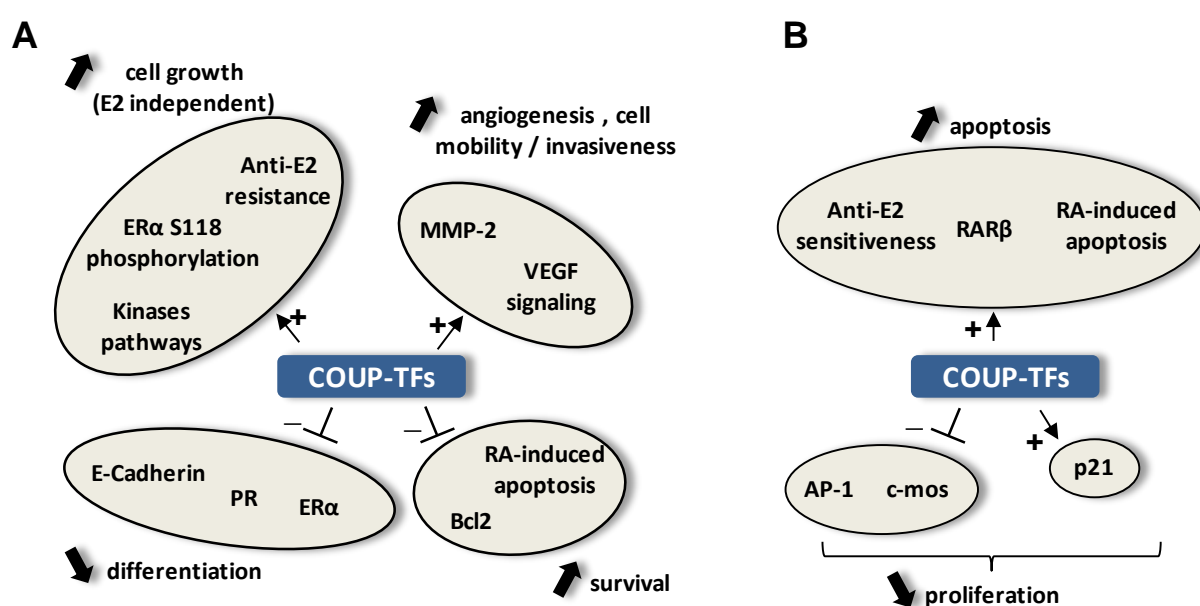 A
cell growth
(E2 independent)
angiogenesis , cell
mobility / invasiveness
Anti-E2
resistance
ERα S118
phosphorylation
Kinases
pathways
MMP-2
VEGF
signaling
+
+
COUP-TFs
–
–
E-Cadherin
PR
ERα
RA-induced
apoptosis
Bcl2
differentiation
survival
B
apoptosis
Anti-E2
sensitiveness
RARβ
RA-induced
apoptosis
+
COUP-TFs
–
+
AP-1
c-mos
p21
proliferation